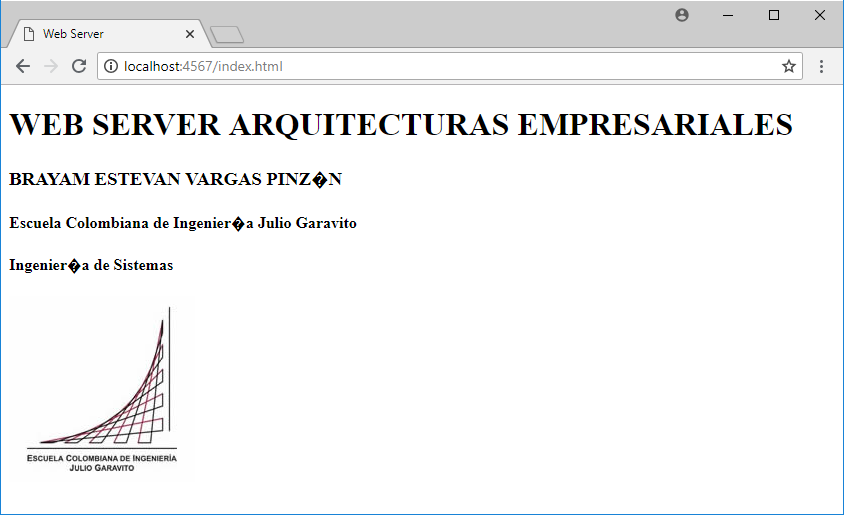 Web Server
localhost:4567/index.html
WEB SERVER ARQUITECTURAS EMPRESARIALES
BRAYAM ESTEVAN VARGAS PINZ�N
Escuela Colombiana de Ingenier�a Julio Garavito
Ingenier�a de Sistemas
ESCUELA COLOMBIANA DE INGENIERÍA
JULIO GARAVITO